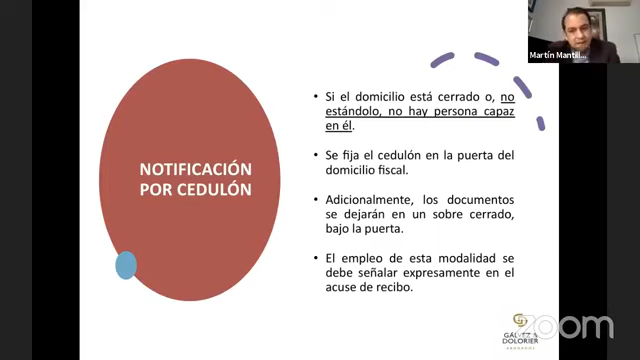 Martín Mantill...
• Si el domicilio está cerrado o, no
estándolo, no hay persona capaz
en él.
NOTIFICACIÓN
POR CEDULÓN
• Se fija el cedulón en la puerta del
domicilio fiscal.
• Adicionalmente, los documentos
se dejarán en un sobre cerrado,
bajo la puerta.
• El empleo de esta modalidad se
debe señalar expresamente en el
acuse de recibo.
GÁLVEZ &
DOLORIER
ABOGADOS
zoom